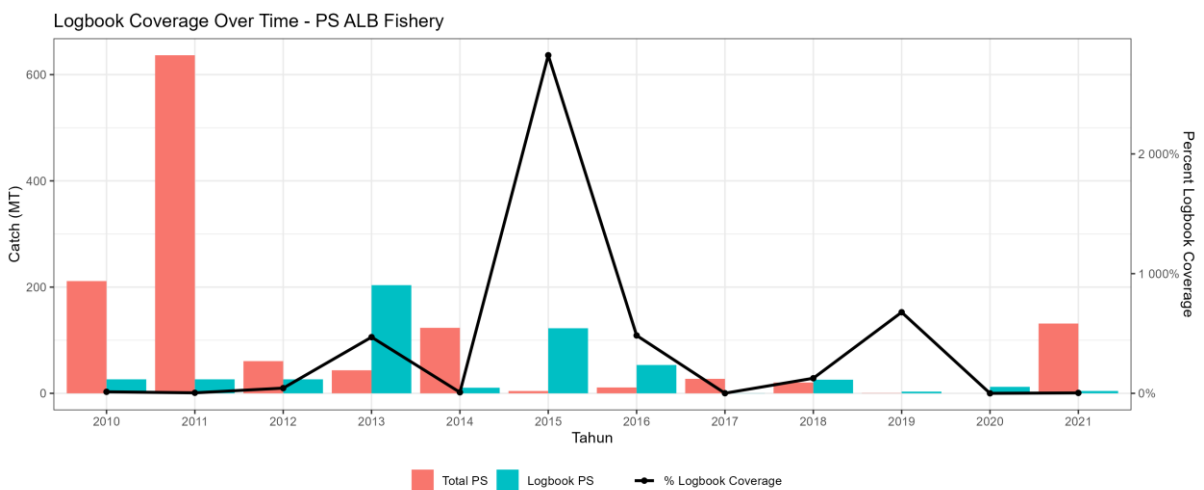 Logbook Coverage Over Time - PS ALB Fishery
Catch (MT)
600
400
200
0
2 000%
1 000%
0%
Percent Logbook Coverage
2010 2011 2012 2013 2014 2015 2016 2017 2018 2019 2020 2021
Tahun
Total PS Logbook PS % Logbook Coverage